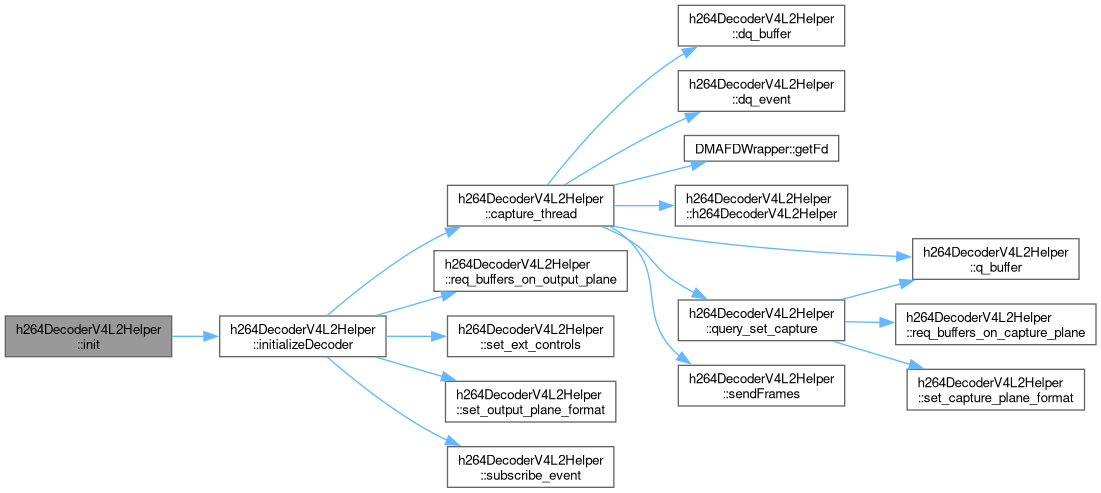 h264DecoderV4L2Helper
::init
h264DecoderV4L2Helper
::initializeDecoder
h264DecoderV4L2Helper
::capture_thread
h264DecoderV4L2Helper
::req_buffers_on_output_plane
h264DecoderV4L2Helper
::set_ext_controls
h264DecoderV4L2Helper
::set_output_plane_format
h264DecoderV4L2Helper
::subscribe_event
h264DecoderV4L2Helper
::dq_buffer
h264DecoderV4L2Helper
::dq_event
DMAFDWrapper::getFd
h264DecoderV4L2Helper
::h264DecoderV4L2Helper
h264DecoderV4L2Helper
::query_set_capture
h264DecoderV4L2Helper
::sendFrames
h264DecoderV4L2Helper
::q_buffer
h264DecoderV4L2Helper
::req_buffers_on_capture_plane
h264DecoderV4L2Helper
::set_capture_plane_format